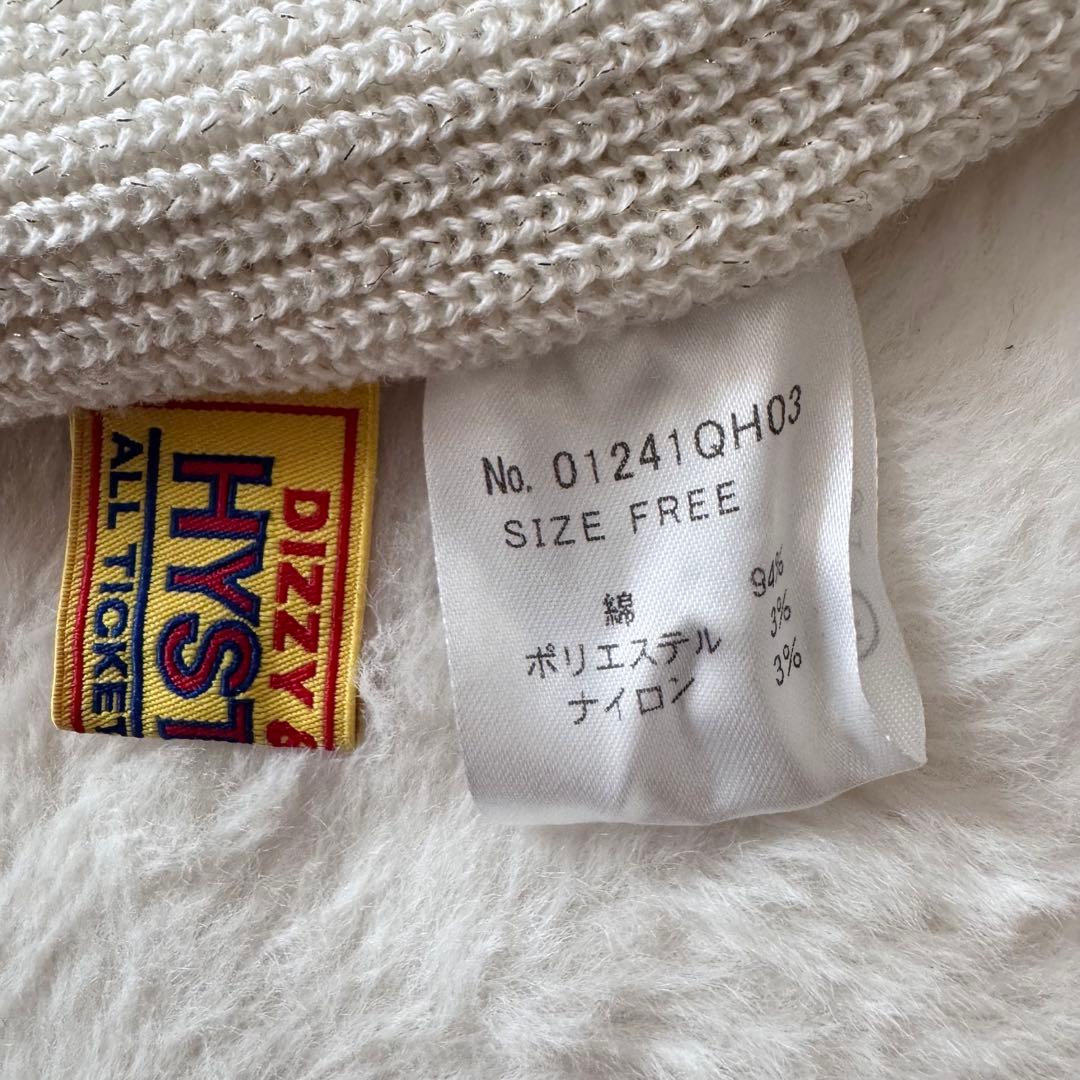 DIZZY &
HYST
ALL TICKET
No. 01241QH03
SIZE FREE
綿 94%
ポリエステル 3%
ナイロン 3%